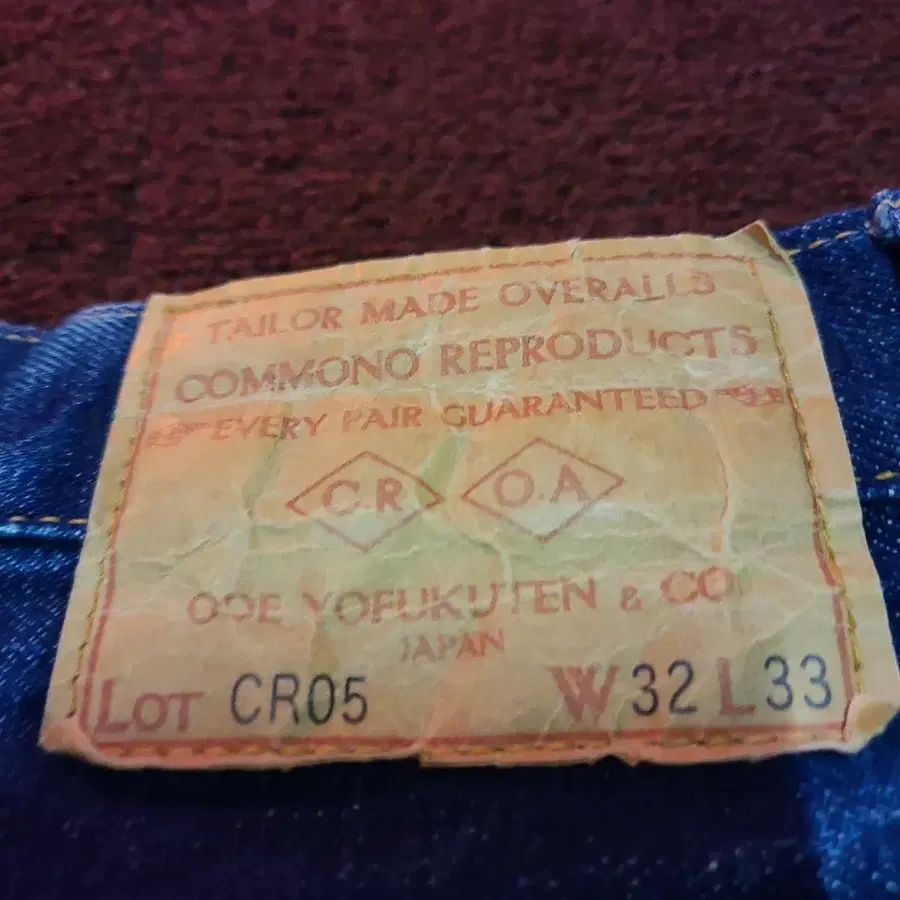 TAILOR MADE OVERALLS
COMMONO REPRODUCTS
EVERY PAIR GUARANTEED
C.R O.A
OOE YOFUKUTEN & CO.
JAPAN
LOT CR05 W32 L33